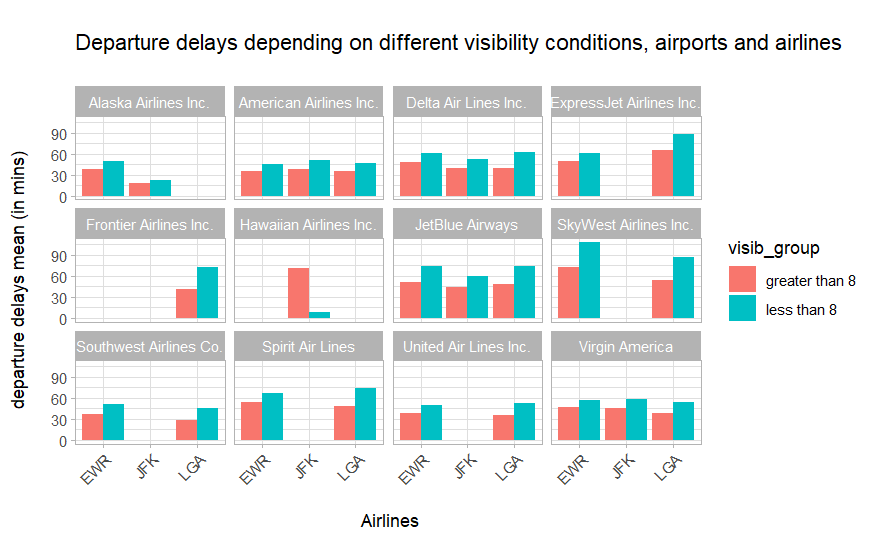 Departure delays depending on different visibility conditions, airports and airlines
Alaska Airlines Inc. American Airlines Inc. Delta Air Lines Inc. ExpressJet Airlines Inc.
90
60
30
0
Frontier Airlines Inc. Hawaiian Airlines Inc. JetBlue Airways SkyWest Airlines Inc.
90
60
30
0
Southwest Airlines Co. Spirit Air Lines United Air Lines Inc. Virgin America
90
60
30
0
EWR JFK LGA EWR JFK LGA EWR JFK LGA EWR JFK LGA
Airlines
departure delays mean (in mins)
visib_group
greater than 8
less than 8